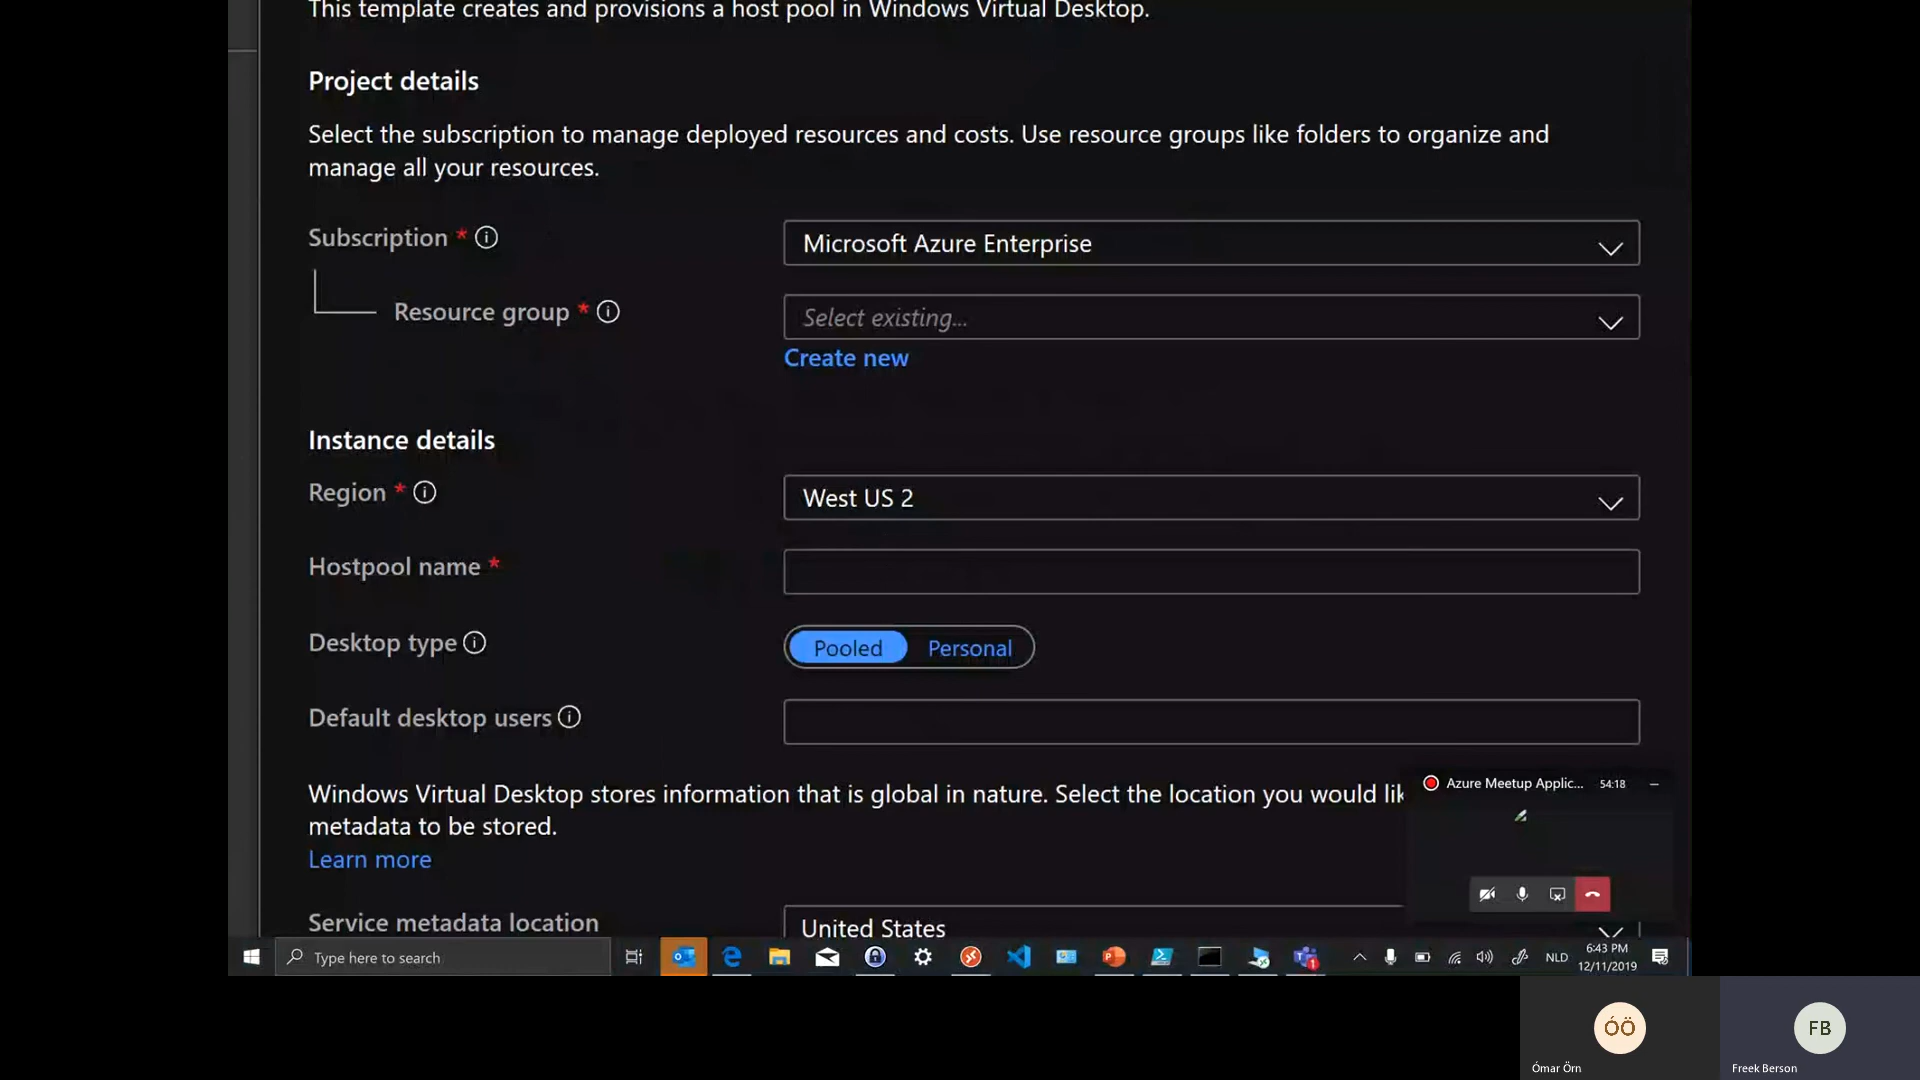 This template creates and provisions a host pool in Windows Virtual Desktop.
Project details
Select the subscription to manage deployed resources and costs. Use resource groups like folders to organize and
manage all your resources.
Subscription *
Microsoft Azure Enterprise
Resource group *
Select existing...
Create new
Instance details
Region *
West US 2
Hostpool name *
Desktop type
Pooled Personal
Default desktop users
Windows Virtual Desktop stores information that is global in nature. Select the location you would
metadata to be stored.
Learn more
Service metadata location
United States
Azure Meetup Applic... 54:18
Type here to search
NLD
6:43 PM
12/11/2019
ÓÖ
Ómar Örn
FB
Freek Berson